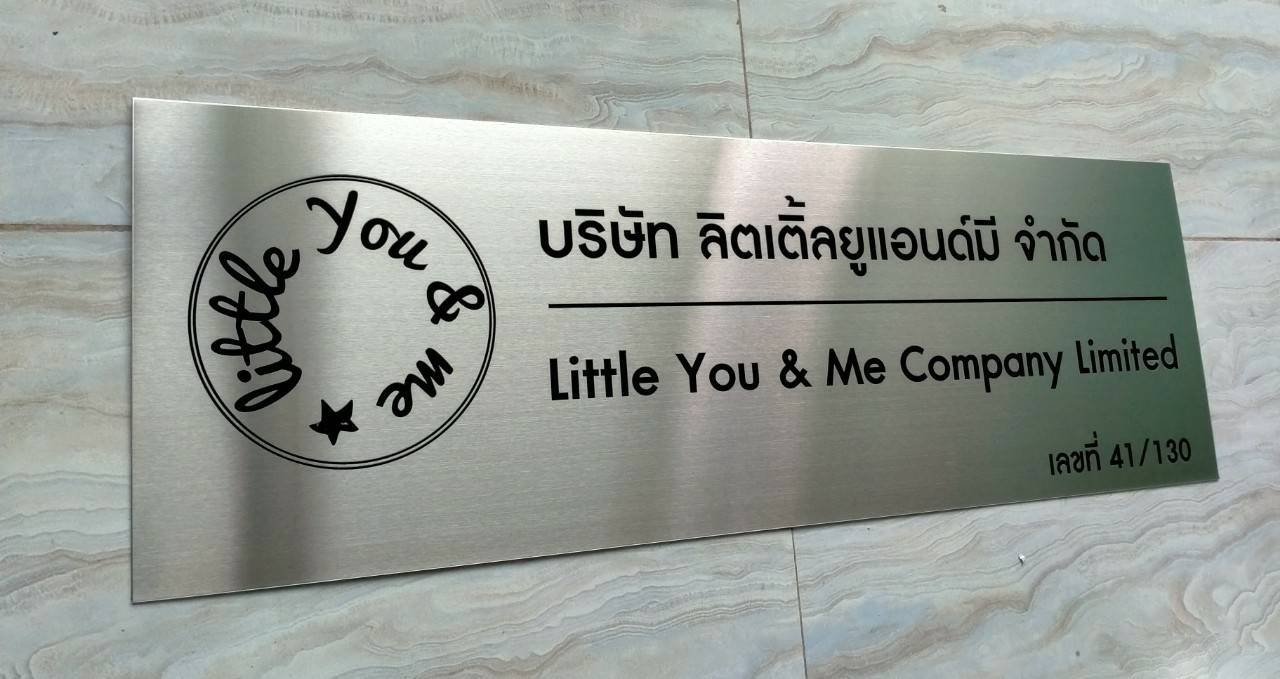 little you & me
บริษัท ลิตเติ้ลยูแอนด์มี จำกัด
Little You & Me Company Limited
เลขที่ 41/130